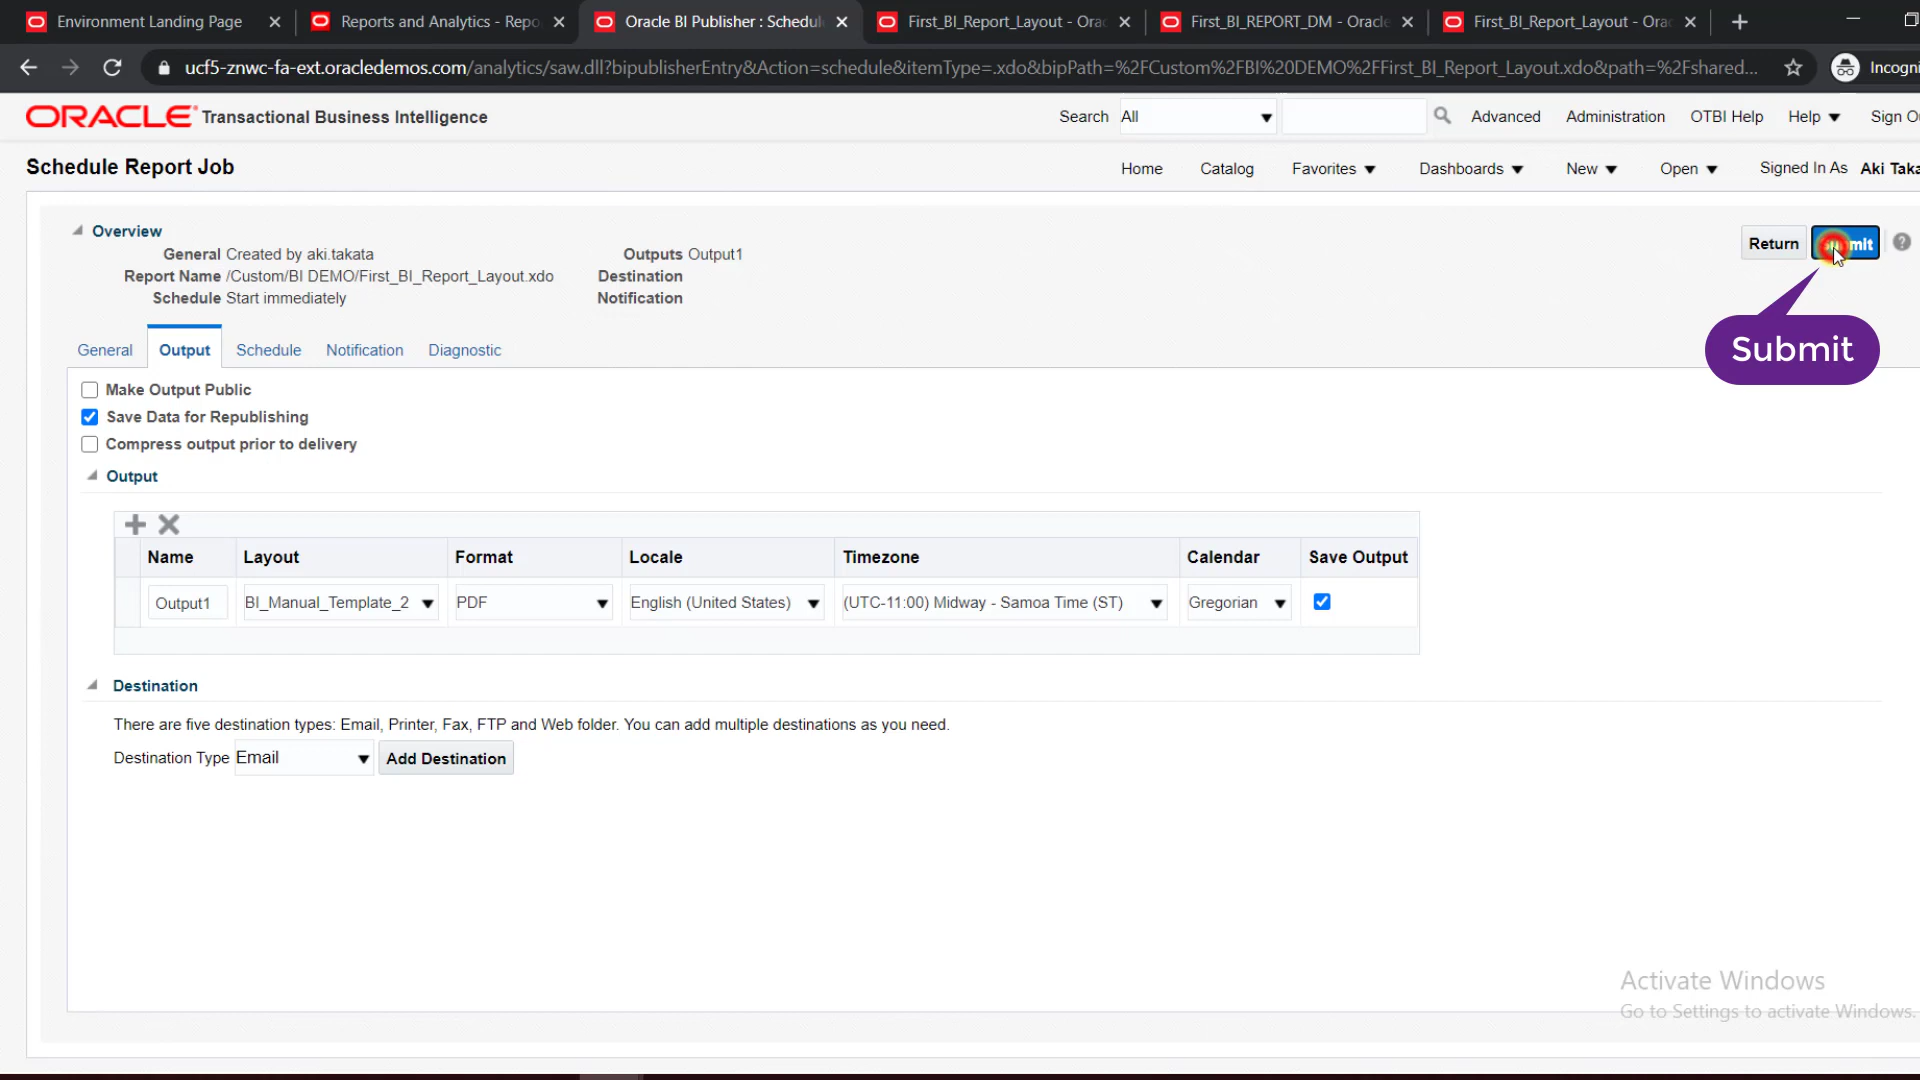 Environment Landing Page
Reports and Analytics - Repo
Oracle BI Publisher : Schedul
First_BI_Report_Layout - Orac
First_BI_REPORT_DM - Oracle
First_BI_Report_Layout - Orac
ucf5-znwc-fa-ext.oracledemos.com/analytics/saw.dll?bipublisherEntry&Action=schedule&itemType=.xdo&bipPath=%2FCustom%2FBI%20DEMO%2FFirst_BI_Report_Layout.xdo&path=%2Fshared...
Incogni
ORACLE Transactional Business Intelligence
Search All Advanced Administration OTBI Help Help Sign O
Schedule Report Job
Home Catalog Favorites Dashboards New Open Signed In As Aki Taka
Overview
General Created by aki.takata
Report Name /Custom/BI DEMO/First_BI_Report_Layout.xdo
Schedule Start immediately
Outputs Output1
Destination
Notification
Return
Submit
General Output Schedule Notification Diagnostic
Make Output Public
Save Data for Republishing
Compress output prior to delivery
Output
Name Layout Format Locale Timezone Calendar Save Output
Output1 BI_Manual_Template_2 PDF English (United States) (UTC-11:00) Midway - Samoa Time (ST) Gregorian
Destination
There are five destination types: Email, Printer, Fax, FTP and Web folder. You can add multiple destinations as you need.
Destination Type Email Add Destination
Activate Windows
Go to Settings to activate Windows.